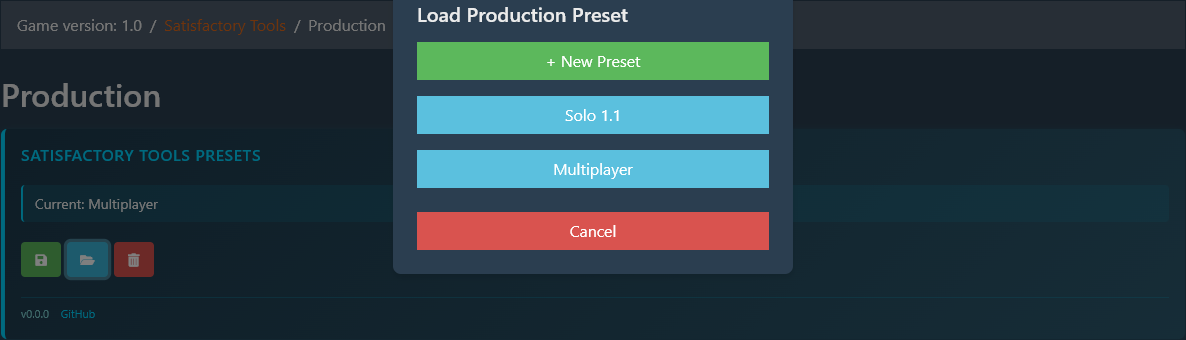 Game version: 1.0 / Satisfactory Tools / Production
Load Production Preset
+ New Preset
Solo 1.1
Multiplayer
Cancel
Production
SATISFACTORY TOOLS PRESETS
Current: Multiplayer
v0.0.0 GitHub